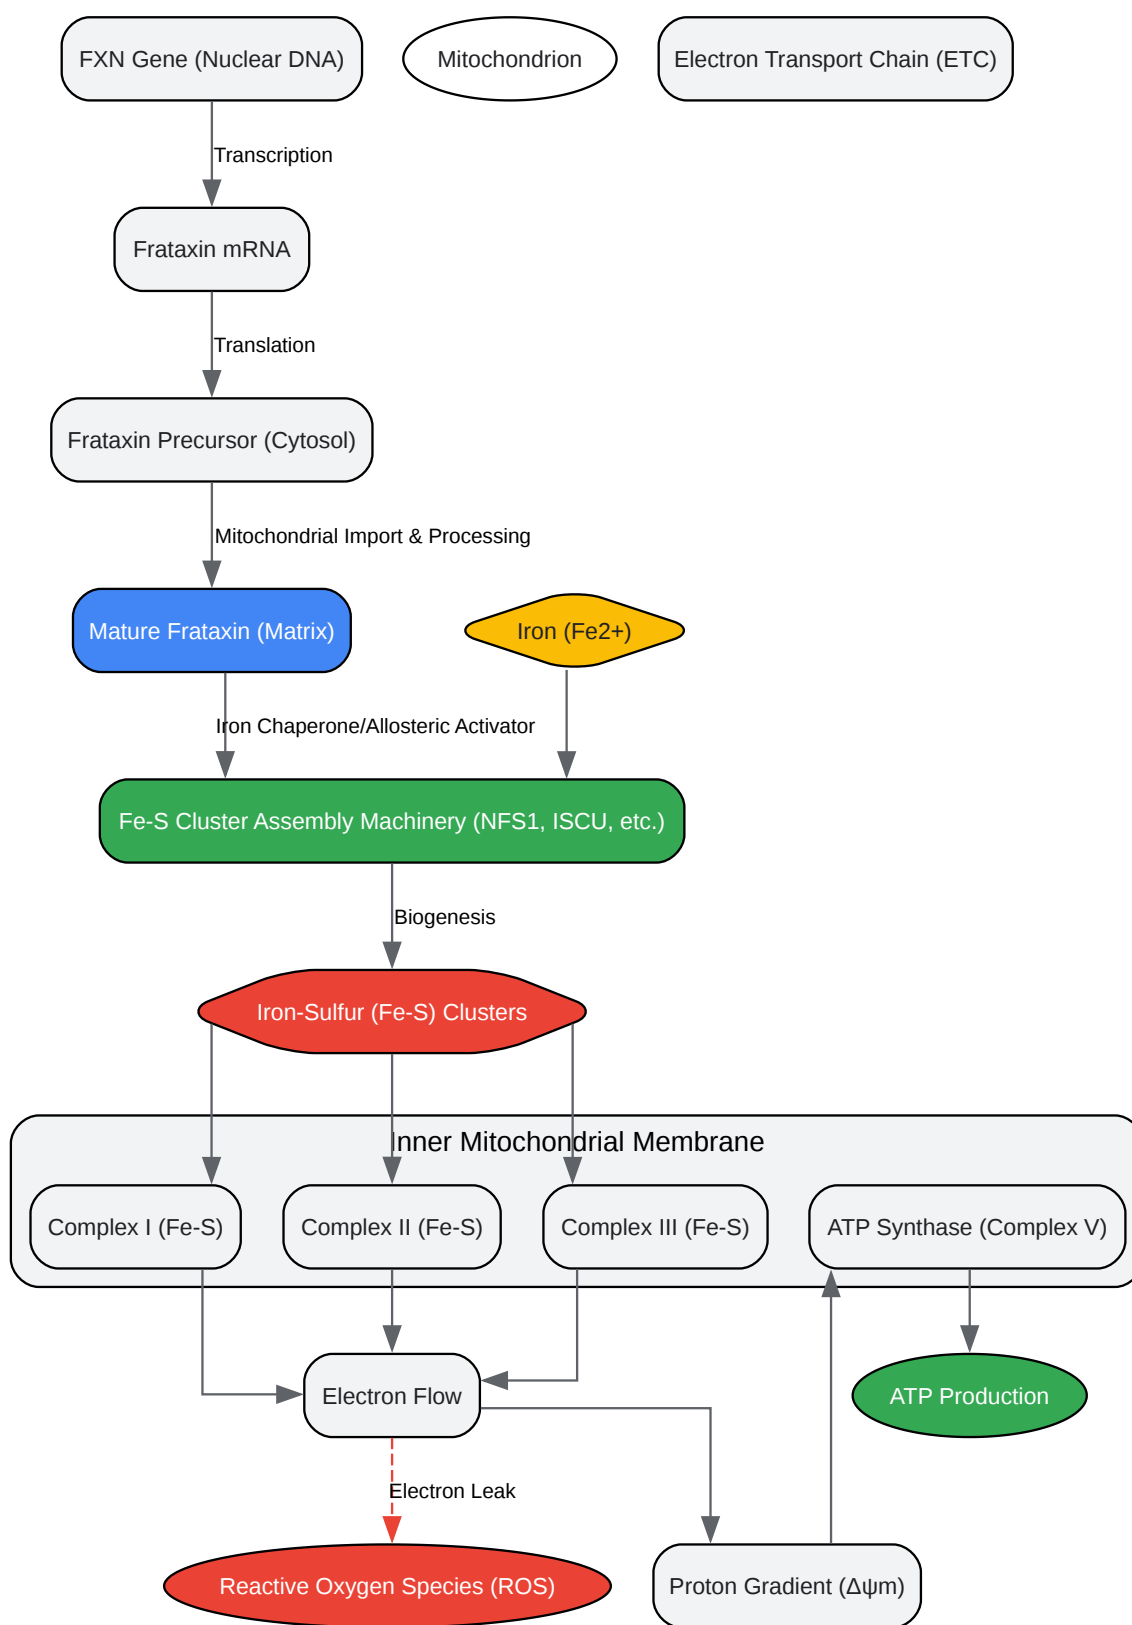 FXN Gene (Nuclear DNA)
Mitochondrion
Electron Transport Chain (ETC)
Transcription
Frataxin mRNA
Translation
Frataxin Precursor (Cytosol)
Mitochondrial Import & Processing
Mature Frataxin (Matrix)
Iron (Fe2+)
Iron Chaperone/Allosteric Activator
Fe-S Cluster Assembly Machinery (NFS1, ISCU, etc.)
Biogenesis
Iron-Sulfur (Fe-S) Clusters
Inner Mitochondrial Membrane
Complex I (Fe-S)
Complex II (Fe-S)
Complex III (Fe-S)
ATP Synthase (Complex V)
Electron Flow
ATP Production
Electron Leak
Reactive Oxygen Species (ROS)
Proton Gradient (Δψm)